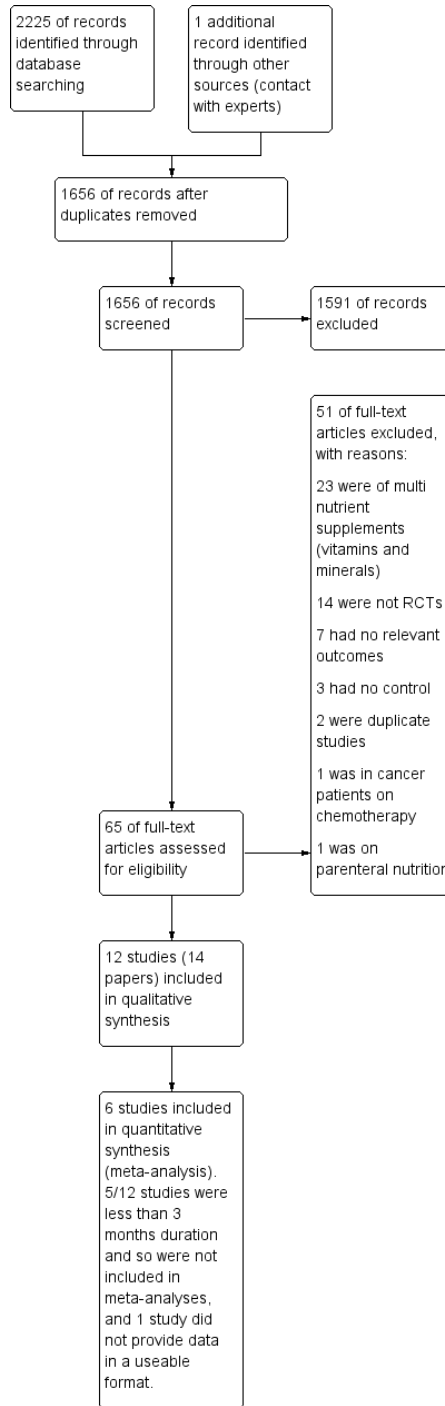 2225 of records
identified through
database
searching
1 additional
record identified
through other
sources (contact
with experts)
1656 of records after
duplicates removed
1656 of records
screened
1591 of records
excluded
51 of full-text
articles excluded,
with reasons:
23 were of multi
nutrient
supplements
(vitamins and
minerals)
14 were not RCTs
7 had no relevant
outcomes
3 had no control
2 were duplicate
studies
1 was in cancer
patients on
chemotherapy
1 was on
parenteral nutrition
65 of full-text
articles assessed
for eligibility
12 studies (14
papers) included
in qualitative
synthesis
6 studies included
in quantitative
synthesis
(meta-analysis).
5/12 studies were
less than 3
months duration
and so were not
included in
meta-analyses,
and 1 study did
not provide data
in a useable
format.